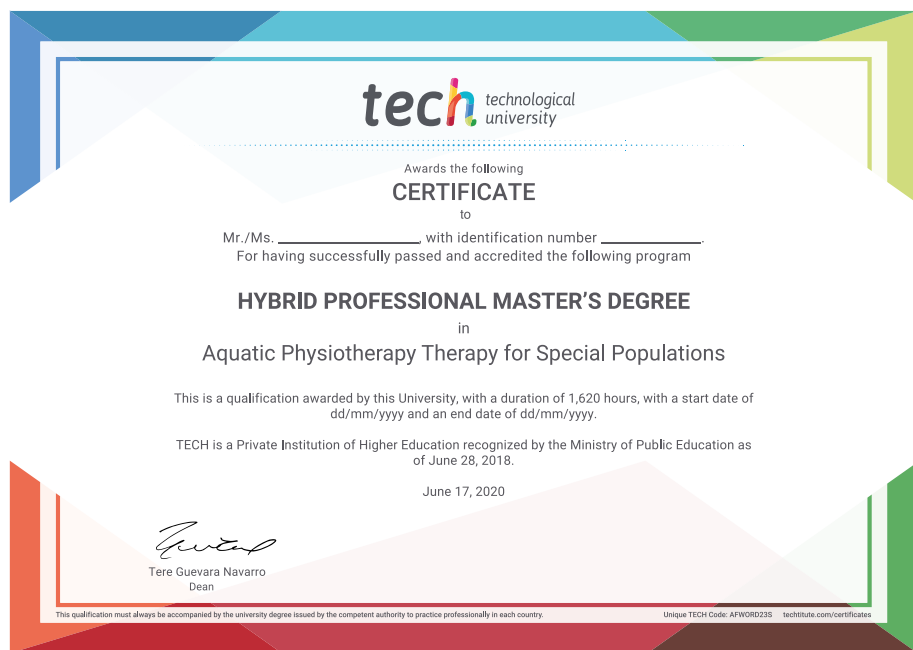 tech technological
university
Awards the following
CERTIFICATE
to
Mr./Ms. ____________________, with identification number ______________.
For having successfully passed and accredited the following program
HYBRID PROFESSIONAL MASTER’S DEGREE
in
Aquatic Physiotherapy Therapy for Special Populations
This is a qualification awarded by this University, with a duration of 1,620 hours, with a start date of
dd/mm/yyyy and an end date of dd/mm/yyyy.
TECH is a Private Institution of Higher Education recognized by the Ministry of Public Education as
of June 28, 2018.
June 17, 2020
Tere Guevara Navarro
Dean
This qualification must always be accompanied by the university degree issued by the competent authority to practice professionally in each country. Unique TECH Code: AFWORD23S techtitute.com/certificates